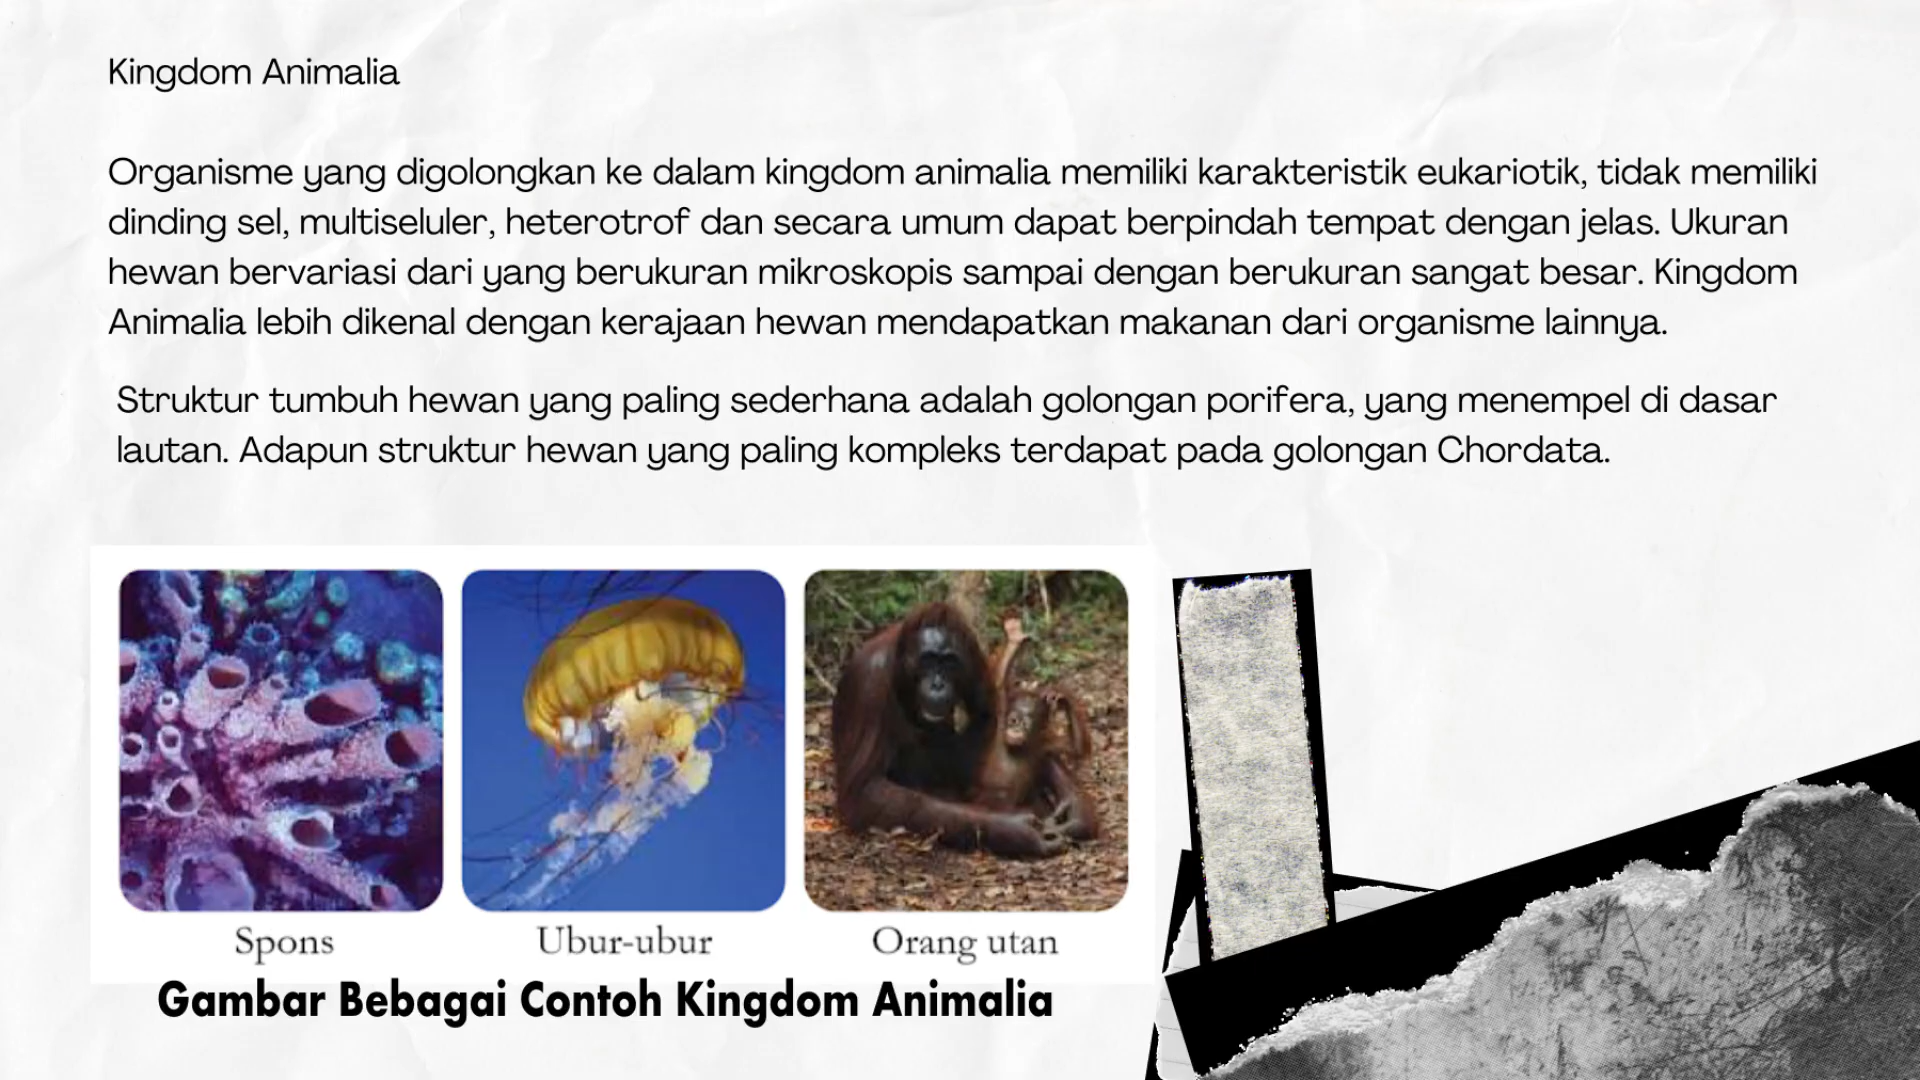 Kingdom Animalia
Organisme yang digolongkan ke dalam kingdom animalia memiliki karakteristik eukariotik, tidak memiliki
dinding sel, multiseluler, heterotrof dan secara umum dapat berpindah tempat dengan jelas. Ukuran
hewan bervariasi dari yang berukuran mikroskopis sampai dengan berukuran sangat besar. Kingdom
Animalia lebih dikenal dengan kerajaan hewan mendapatkan makanan dari organisme lainnya.
Struktur tumbuh hewan yang paling sederhana adalah golongan porifera, yang menempel di dasar
lautan. Adapun struktur hewan yang paling kompleks terdapat pada golongan Chordata.
Spons
Ubur-ubur
Orang utan
Gambar Bebagai Contoh Kingdom Animalia